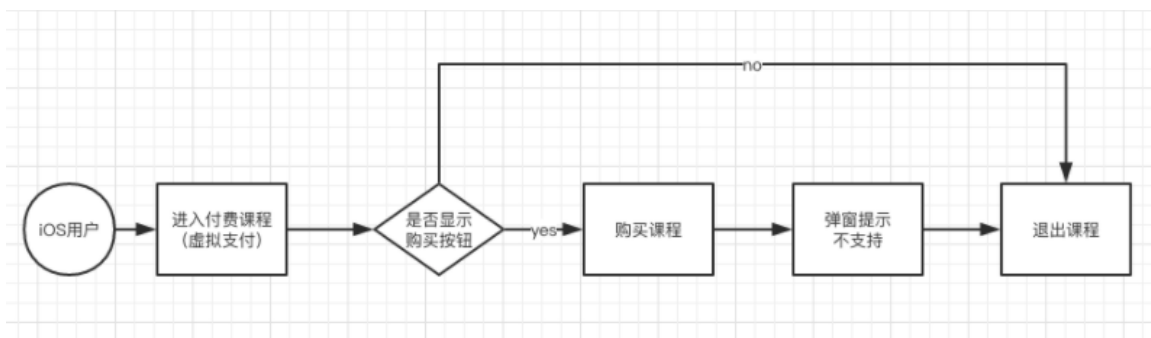 no
iOS用户
进入付费课程
（虚拟支付）
是否显示
购买按钮
yes
购买课程
弹窗提示
不支持
退出课程